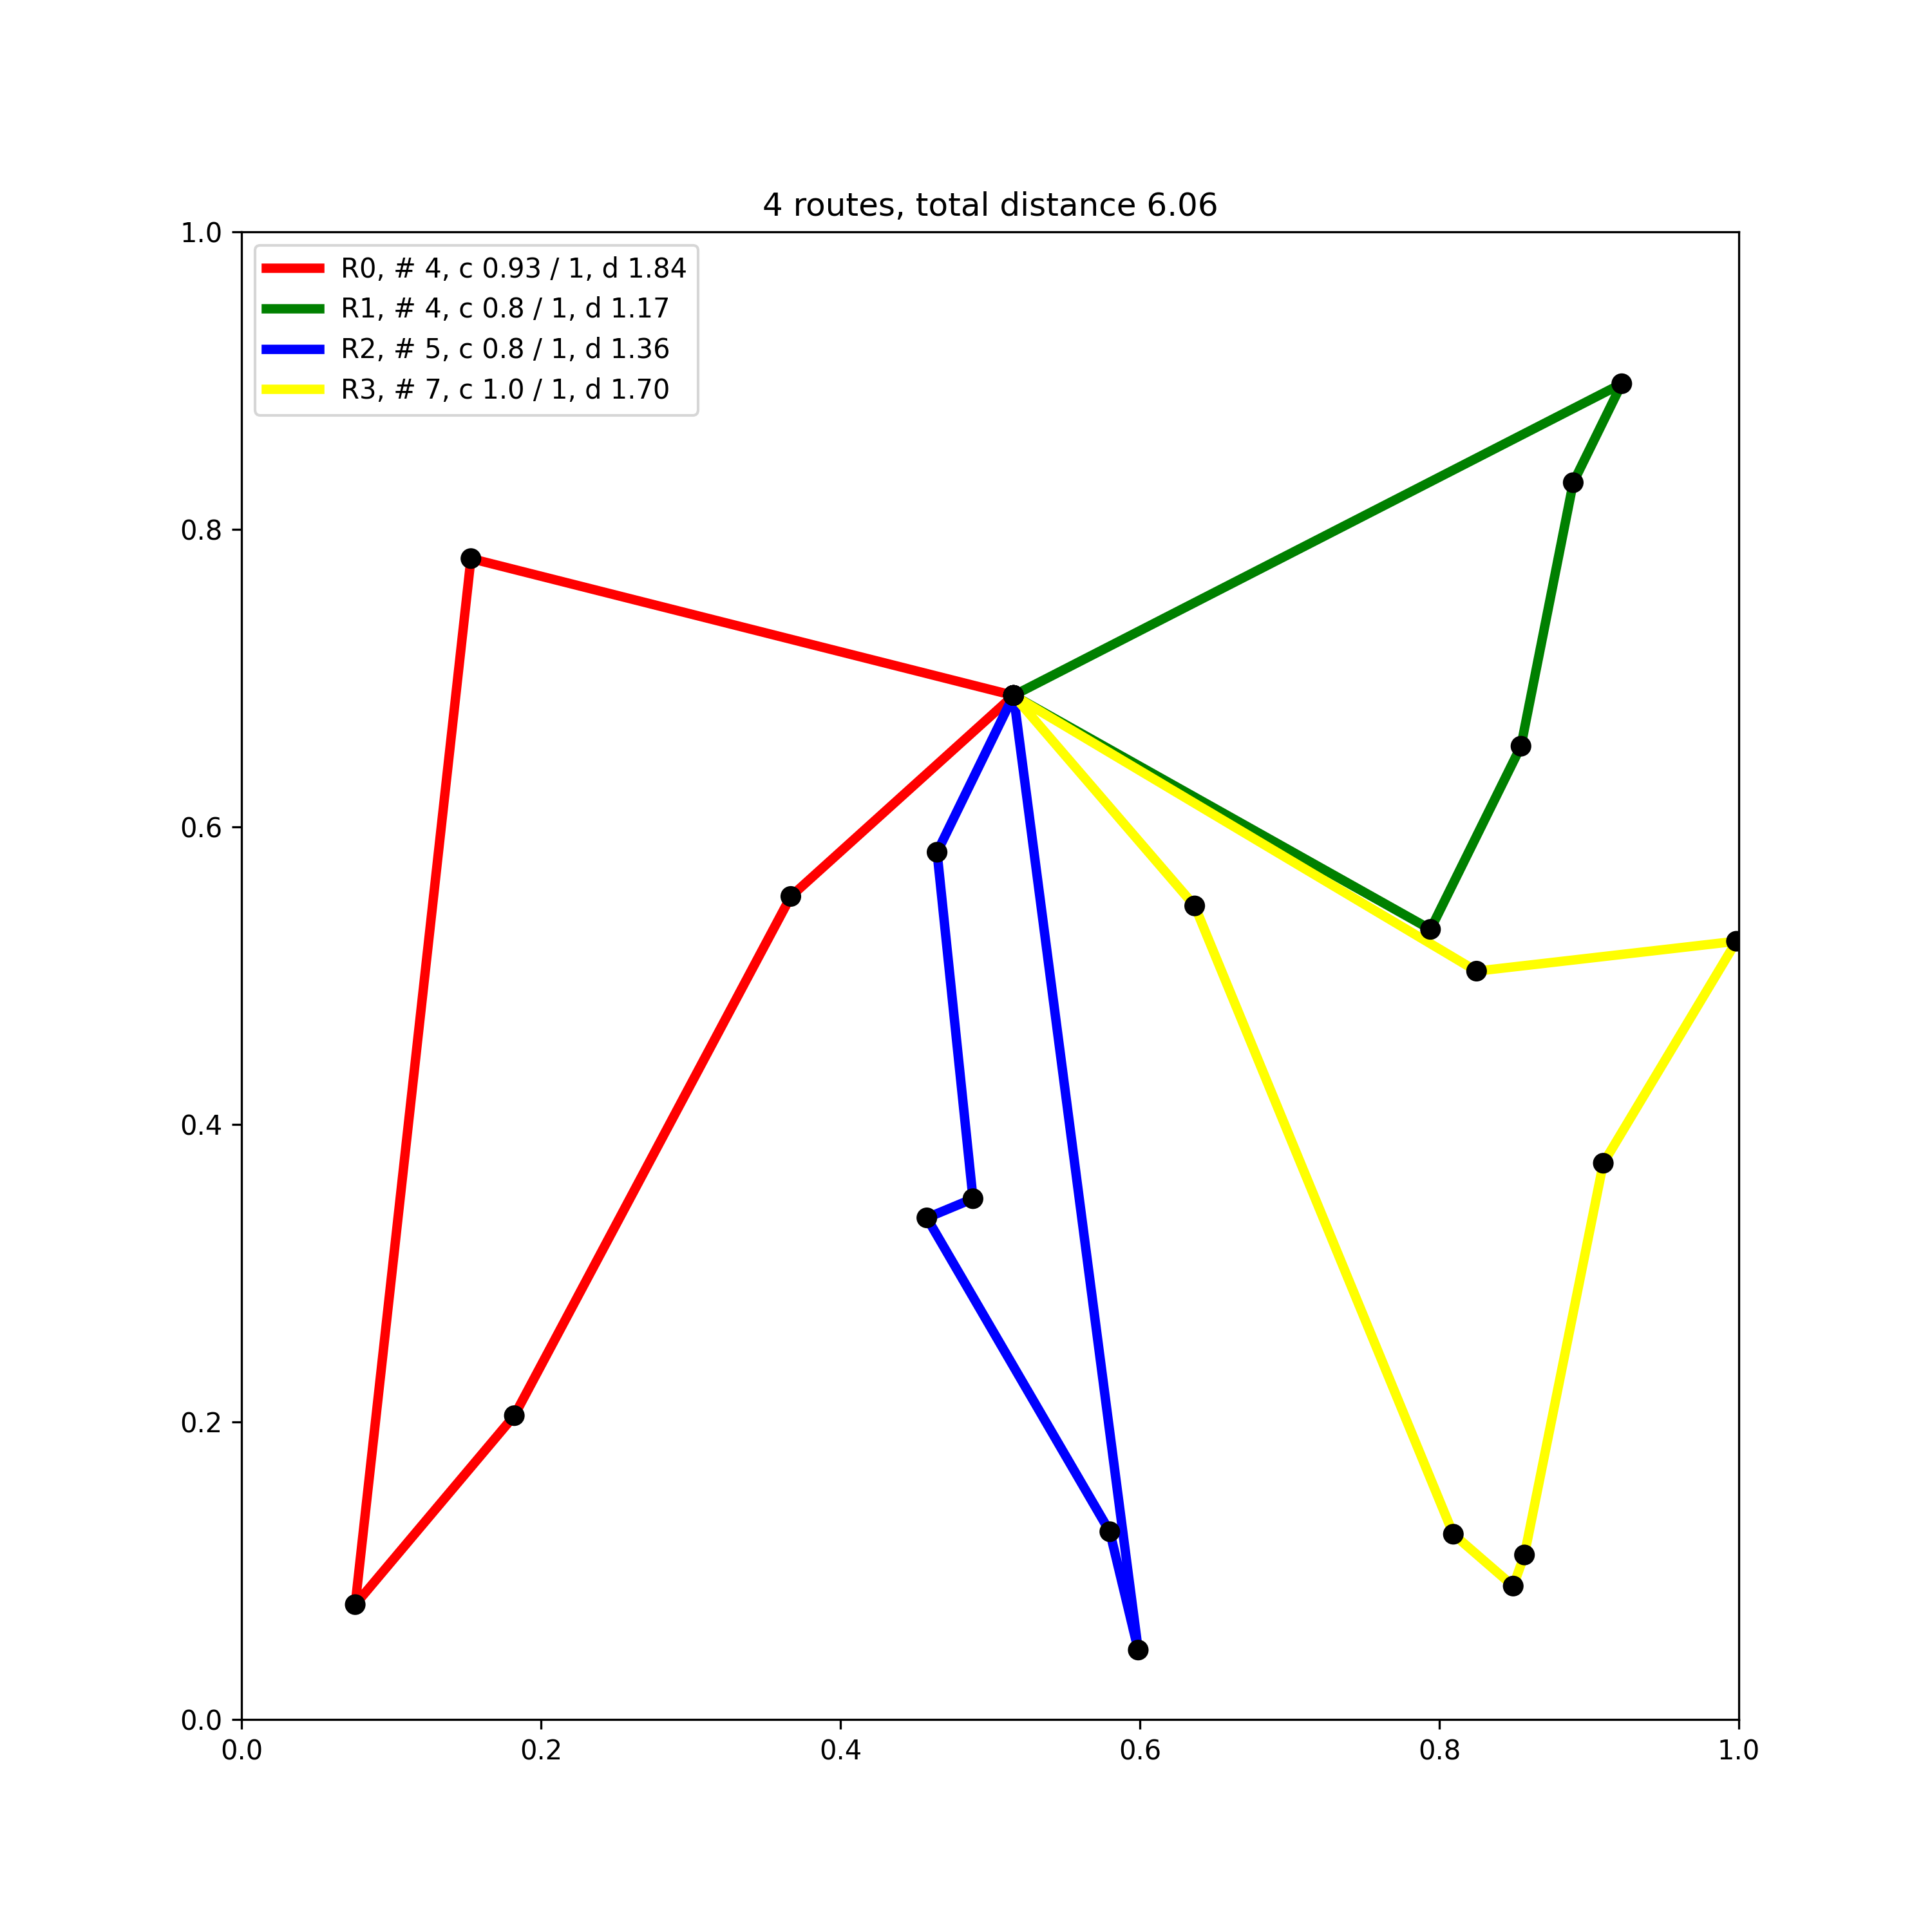 4 routes, total distance 6.06
1.0
R0, # 4, c 0.93 / 1, d 1.84
R1, # 4, c 0.8 / 1, d 1.17
R2, # 5, c 0.8 / 1, d 1.36
R3, # 7, c 1.0 / 1, d 1.70
0.8
0.6
0.4
0.2
0.0
0.0 0.2 0.4 0.6 0.8 1.0